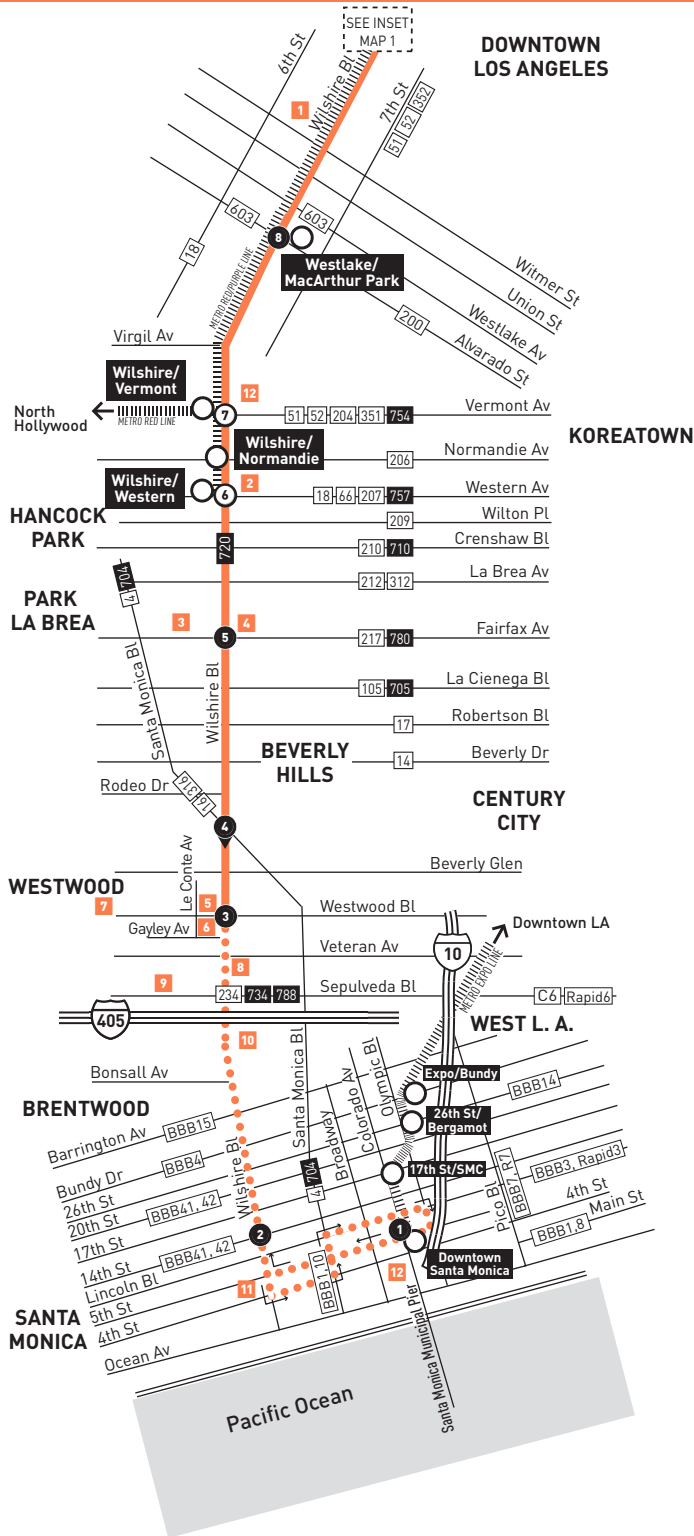 SEE INSET
MAP 1
DOWNTOWN
LOS ANGELES
6th St
Wilshire Bl
7th St
51 52 352
1
603
603
18
8
Westlake/
MacArthur Park
METRO RED/PURPLE LINE
200
Witmer St
Union St
Westlake Av
Alvarado St
Virgil Av
Wilshire/
Vermont
12
North
Hollywood
METRO RED LINE
7
51 52 204 351 754
Vermont Av
KOREATOWN
Wilshire/
Normandie
206
Normandie Av
Wilshire/
Western
2
6
18 66 207 757
Western Av
HANCOCK
PARK
209
Wilton Pl
720
210 710
Crenshaw Bl
4 704
212 312
La Brea Av
PARK
LA BREA
3
4
5
217 780
Fairfax Av
Santa Monica Bl
Wilshire Bl
105 705
La Cienega Bl
17
Robertson Bl
BEVERLY
HILLS
14
Beverly Dr
Rodeo Dr
16 316
CENTURY
CITY
4
Le Conte Av
Beverly Glen
WESTWOOD
7
5
3
Westwood Bl
Gayley Av
6
Downtown LA
10
Veteran Av
8
METRO EXPO LINE
9
234 734 788
Sepulveda Bl
C6 Rapid6
405
WEST L. A.
10
Santa Monica Bl
Bonsall Av
Colorado Av
Olympic Bl
Expo/Bundy
BRENTWOOD
BBB14
Barrington Av
BBB15
Broadway
26th St/
Bergamot
Bundy Dr
BBB4
Wilshire Bl
4 704
17th St/SMC
26th St
20th St
BBB41, 42
Pico Bl
BBB7, R7
BBB3, Rapid3
17th St
2
1
4th St
Main St
BBB1,8
14th St
BBB41, 42
Lincoln Bl
Downtown
Santa Monica
5th St
11
BBB1, 10
12
4th St
SANTA
MONICA
Ocean Av
Santa Monica Municipal Pier
Pacific Ocean